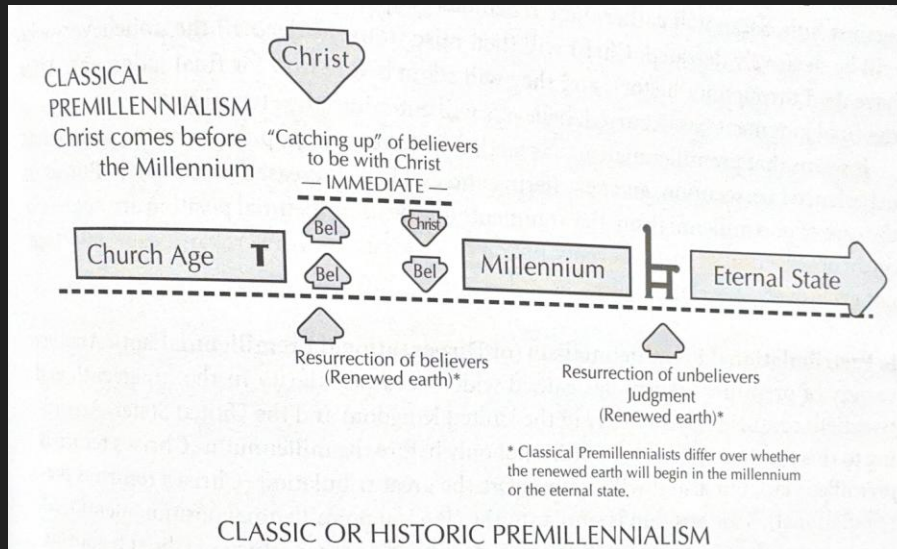 Christ
CLASSICAL
PREMILLENNIALISM
Christ comes before
the Millennium
"Catching up" of believers
to be with Christ
— IMMEDIATE —
Bel
Christ
Church Age T
Bel
Bel
Millennium
Eternal State
Resurrection of believers
(Renewed earth)*
Resurrection of unbelievers
Judgment
(Renewed earth)*
* Classical Premillennialists differ over whether
the renewed earth will begin in the millennium
or the eternal state.
CLASSIC OR HISTORIC PREMILLENNIALISM